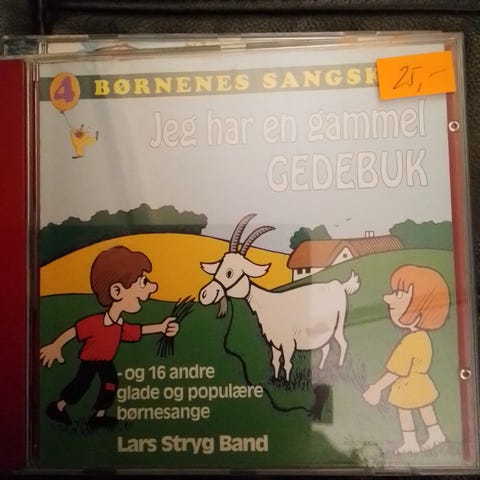 4 BØRNENES SANGSK
25,-
Jeg har en gammel
GEDEBUK
- og 16 andre
glade og populære
børnesange
Lars Stryg Band